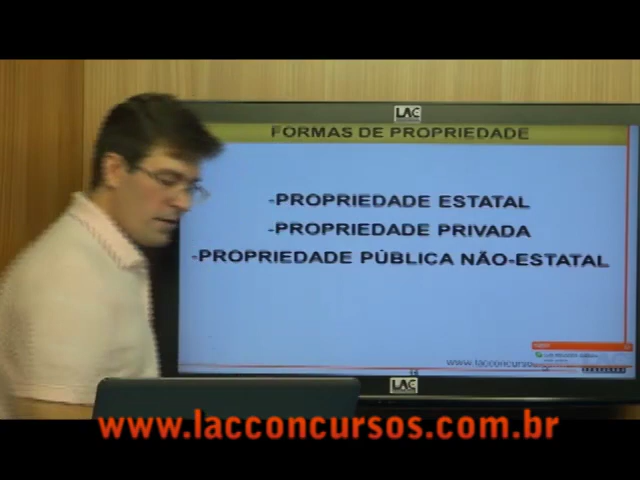 LAC
FORMAS DE PROPRIEDADE
-PROPRIEDADE ESTATAL
-PROPRIEDADE PRIVADA
-PROPRIEDADE PÚBLICA NÃO-ESTATAL
LAC
www.lacconcursos.com.br